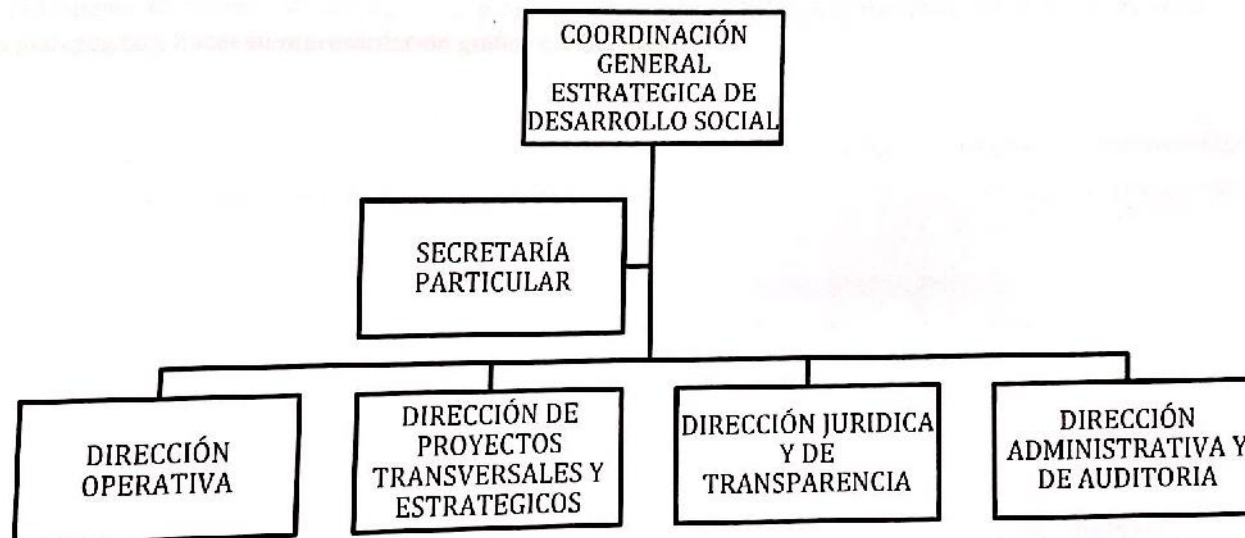 COORDINACIÓN
GENERAL
ESTRATEGICA DE
DESARROLLO SOCIAL
SECRETARÍA
PARTICULAR
DIRECCIÓN
OPERATIVA
DIRECCIÓN DE
PROYECTOS
TRANSVERSALES Y
ESTRATEGICOS
DIRECCIÓN JURIDICA
Y DE
TRANSPARENCIA
DIRECCIÓN
ADMINISTRATIVA Y
DE AUDITORIA